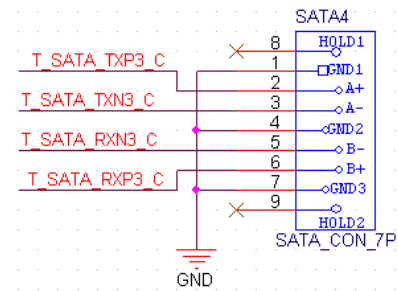 SATA4
8 HOLD1
T_SATA_TXP3_C 1 GND1
2 A+
T_SATA_TXN3_C 3 A-
4 GND2
T_SATA_RXN3_C 5 B-
6 B+
T_SATA_RXP3_C 7 GND3
9
HOLD2
SATA_CON_7P
GND